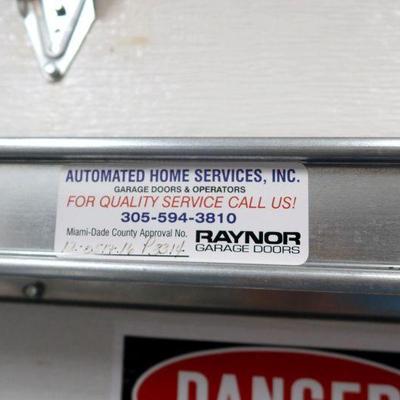 AUTOMATED HOME SERVICES, INC.
GARAGE DOORS & OPERATORS
FOR QUALITY SERVICE CALL US!
305-594-3810
Miami-Dade County Approval No.
RAYNOR
GARAGE DOORS
DANGER